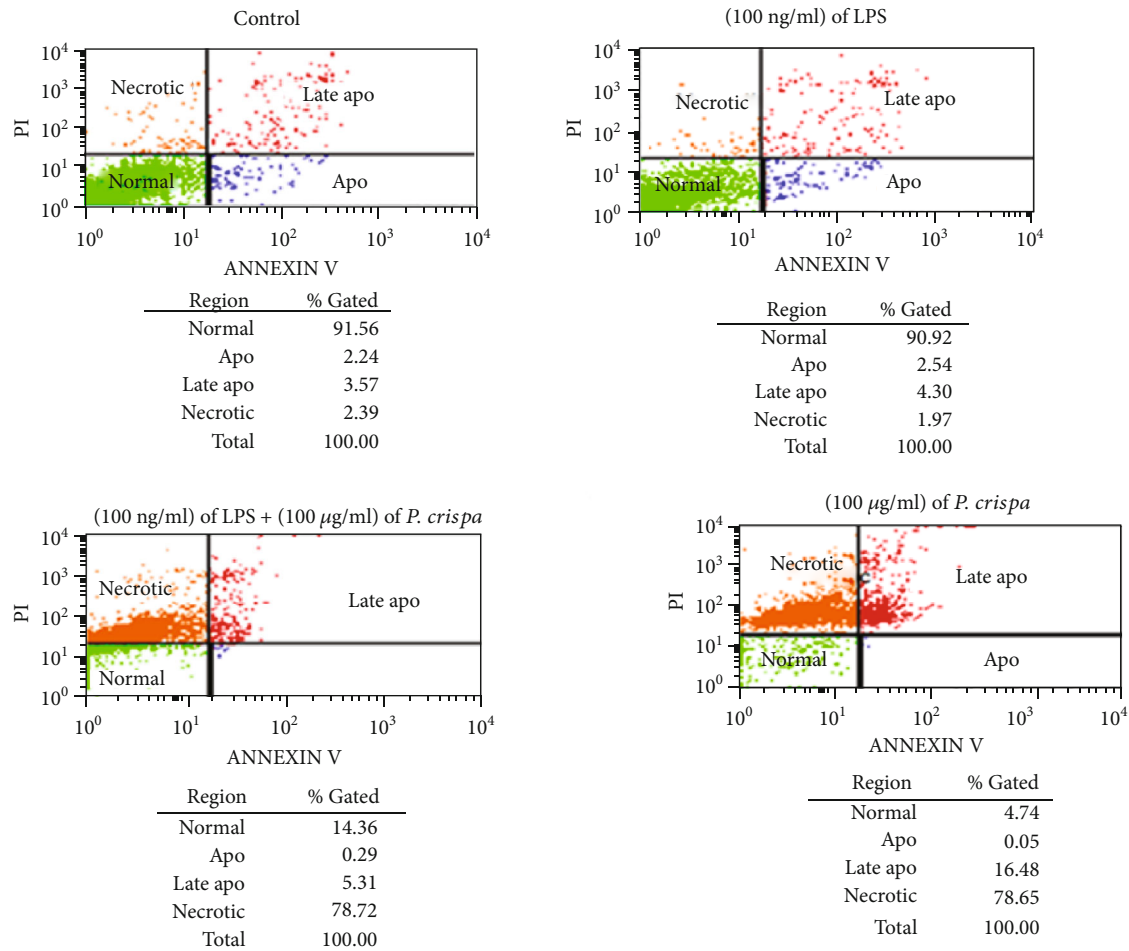 Control
10^4
10^3
10^2
10^1
10^0
PI
Necrotic
Late apo
Normal
Apo
10^0 10^1 10^2 10^3 10^4
ANNEXIN V
Region % Gated
Normal 91.56
Apo 2.24
Late apo 3.57
Necrotic 2.39
Total 100.00
(100 ng/ml) of LPS
10^4
10^3
10^2
10^1
10^0
PI
Necrotic
Late apo
Normal
Apo
10^0 10^1 10^2 10^3 10^4
ANNEXIN V
Region % Gated
Normal 90.92
Apo 2.54
Late apo 4.30
Necrotic 1.97
Total 100.00
(100 ng/ml) of LPS + (100 μg/ml) of P. crispa
10^4
10^3
10^2
10^1
10^0
PI
Necrotic
Late apo
Normal
10^0 10^1 10^2 10^3 10^4
ANNEXIN V
Region % Gated
Normal 14.36
Apo 0.29
Late apo 5.31
Necrotic 78.72
Total 100.00
(100 μg/ml) of P. crispa
10^4
10^3
10^2
10^1
10^0
PI
Necrotic
Late apo
Normal
Apo
10^0 10^1 10^2 10^3 10^4
ANNEXIN V
Region % Gated
Normal 4.74
Apo 0.05
Late apo 16.48
Necrotic 78.65
Total 100.00